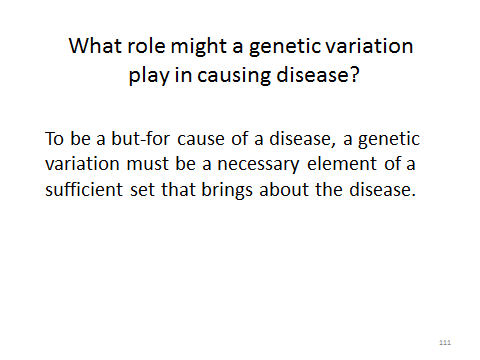 What role might a genetic variation
play in causing disease?
To be a but-for cause of a disease, a genetic
variation must be a necessary element of a
sufficient set that brings about the disease.
111